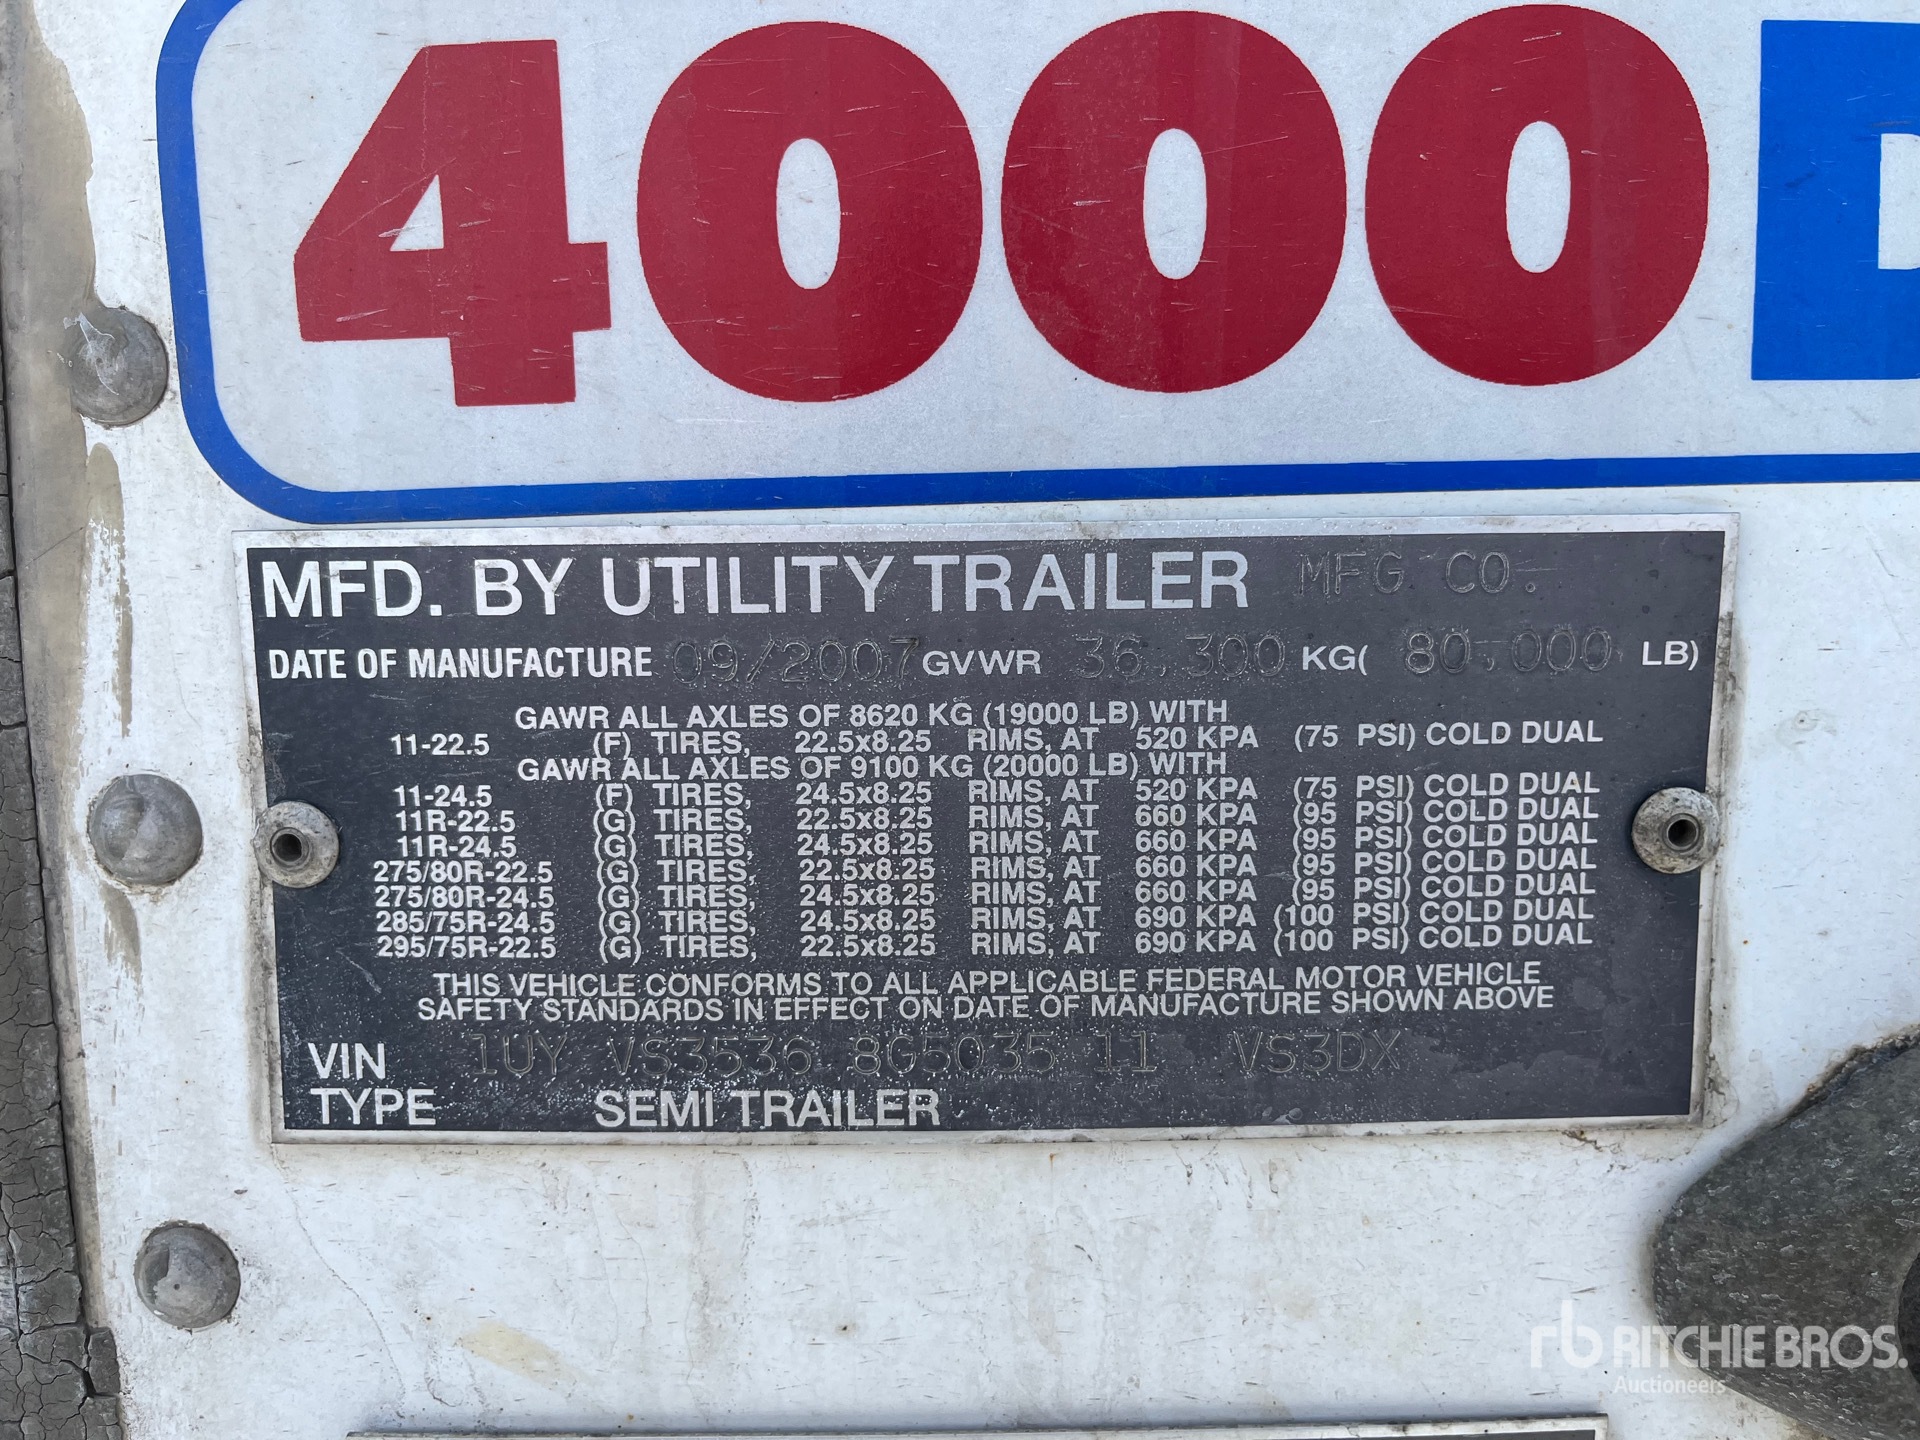 4000D
MFD. BY UTILITY TRAILER MFG CO.
DATE OF MANUFACTURE 09/2007 GVWR 36,300 KG( 80,000 LB)
GAWR ALL AXLES OF 8620 KG (19000 LB) WITH
11-22.5 (F) TIRES, 22.5x8.25 RIMS, AT 520 KPA (75 PSI) COLD DUAL
GAWR ALL AXLES OF 9100 KG (20000 LB) WITH
11-24.5 (F) TIRES, 24.5x8.25 RIMS, AT 520 KPA (75 PSI) COLD DUAL
11R-22.5 (G) TIRES, 22.5x8.25 RIMS, AT 660 KPA (95 PSI) COLD DUAL
11R-24.5 (G) TIRES, 24.5x8.25 RIMS, AT 660 KPA (95 PSI) COLD DUAL
275/80R-22.5 (G) TIRES, 22.5x8.25 RIMS, AT 660 KPA (95 PSI) COLD DUAL
275/80R-24.5 (G) TIRES, 24.5x8.25 RIMS, AT 660 KPA (95 PSI) COLD DUAL
285/75R-24.5 (G) TIRES, 24.5x8.25 RIMS, AT 690 KPA (100 PSI) COLD DUAL
295/75R-22.5 (G) TIRES, 22.5x8.25 RIMS, AT 690 KPA (100 PSI) COLD DUAL
THIS VEHICLE CONFORMS TO ALL APPLICABLE FEDERAL MOTOR VEHICLE
SAFETY STANDARDS IN EFFECT ON DATE OF MANUFACTURE SHOWN ABOVE
VIN 1UY VS3536 8G5035 11 VS3DX
TYPE SEMI TRAILER
rb RITCHIE BROS.
Auctioneers